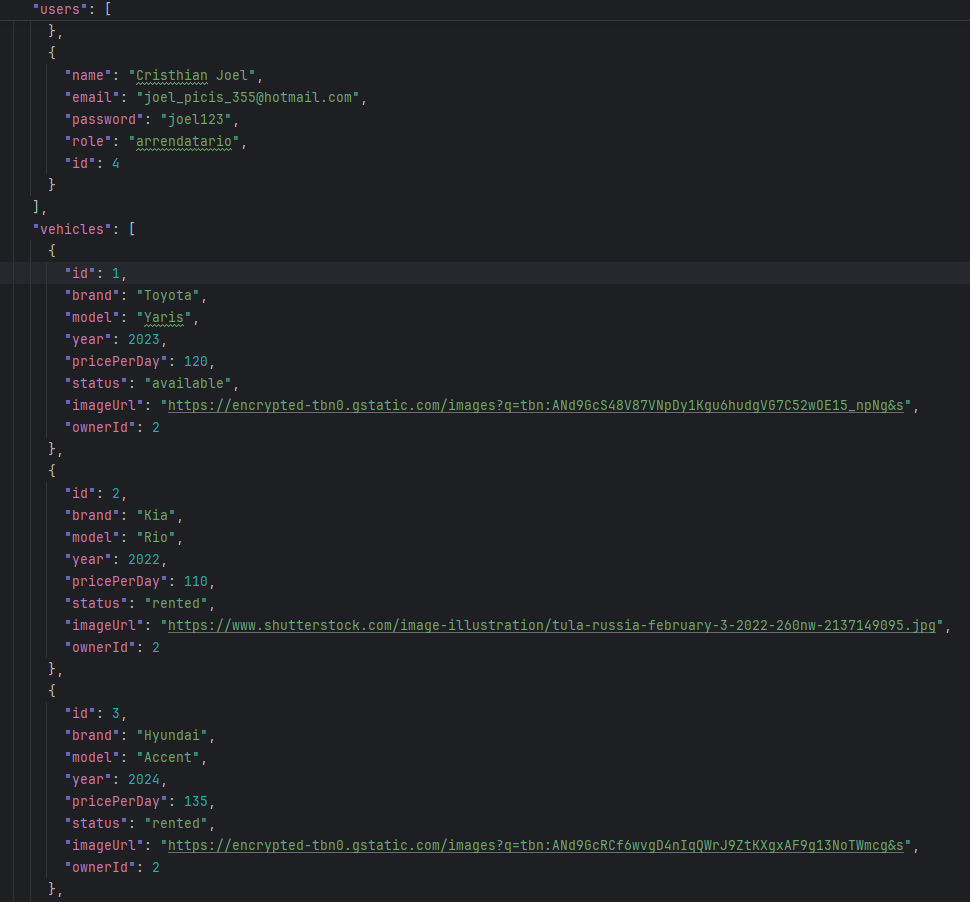 "users": [
},
{
"name": "Cristhian Joel",
"email": "joel_picis_355@hotmail.com",
"password": "joel123",
"role": "arrendatario",
"id": 4
}
],
"vehicles": [
{
"id": 1,
"brand": "Toyota",
"model": "Yaris",
"year": 2023,
"pricePerDay": 120,
"status": "available",
"imageUrl": "https://encrypted-tbn0.gstatic.com/images?q=tbn:ANd9GcS48V87VNpDy1Kgu6hudgVG7C52wOE15_npNg&s",
"ownerId": 2
},
{
"id": 2,
"brand": "Kia",
"model": "Rio",
"year": 2022,
"pricePerDay": 110,
"status": "rented",
"imageUrl": "https://www.shutterstock.com/image-illustration/tula-russia-february-3-2022-260nw-2137149095.jpg",
"ownerId": 2
},
{
"id": 3,
"brand": "Hyundai",
"model": "Accent",
"year": 2024,
"pricePerDay": 135,
"status": "rented",
"imageUrl": "https://encrypted-tbn0.gstatic.com/images?q=tbn:ANd9GcRCf6wvgD4nIqQWrJ9ZtKXgxAF9g13NoTWmcg&s",
"ownerId": 2
},